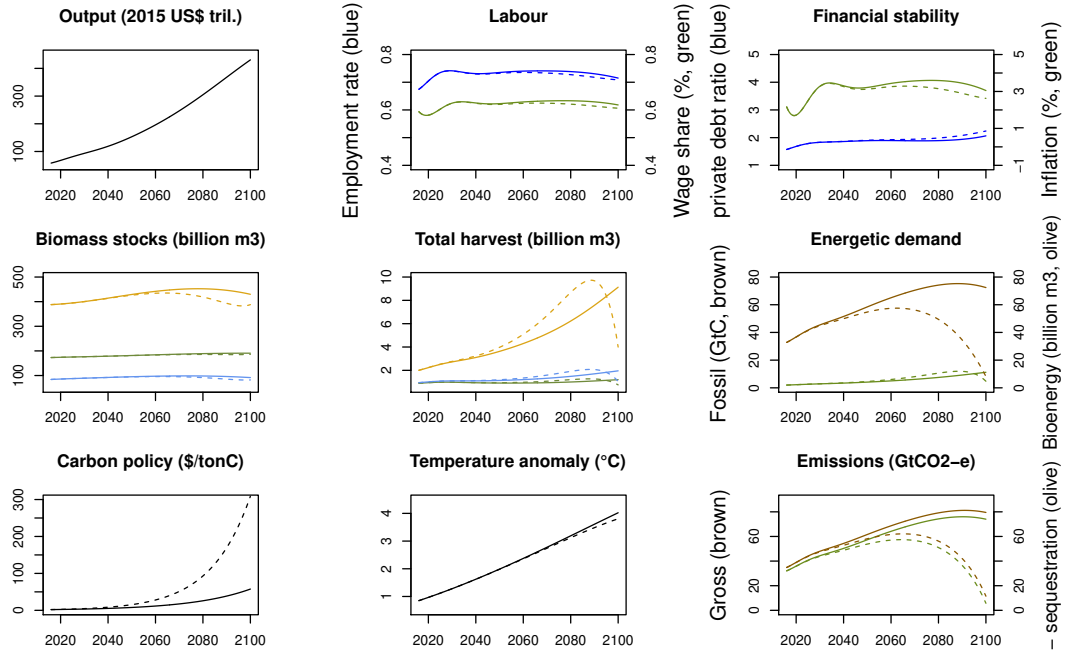 Output (2015 US$ tril.)
100 300
2020 2040 2060 2080 2100
Labour
Employment rate (blue)
0.4 0.6 0.8
0.4 0.6 0.8
Wage share (%, green)
2020 2040 2060 2080 2100
Financial stability
private debt ratio (blue)
1 2 3 4 5
−1 1 3 5
Inflation (%, green)
2020 2040 2060 2080 2100
Biomass stocks (billion m3)
100 300 500
2020 2040 2060 2080 2100
Total harvest (billion m3)
2 4 6 8 10
2020 2040 2060 2080 2100
Energetic demand
Fossil (GtC, brown)
0 20 40 60 80
0 20 40 60 80
Bioenergy (billion m3, olive)
2020 2040 2060 2080 2100
Carbon policy ($/tonC)
0 100 200 300
2020 2040 2060 2080 2100
Temperature anomaly (°C)
1 2 3 4
2020 2040 2060 2080 2100
Emissions (GtCO2−e)
Gross (brown)
0 20 60
0 20 60
− sequestration (olive)
2020 2040 2060 2080 2100